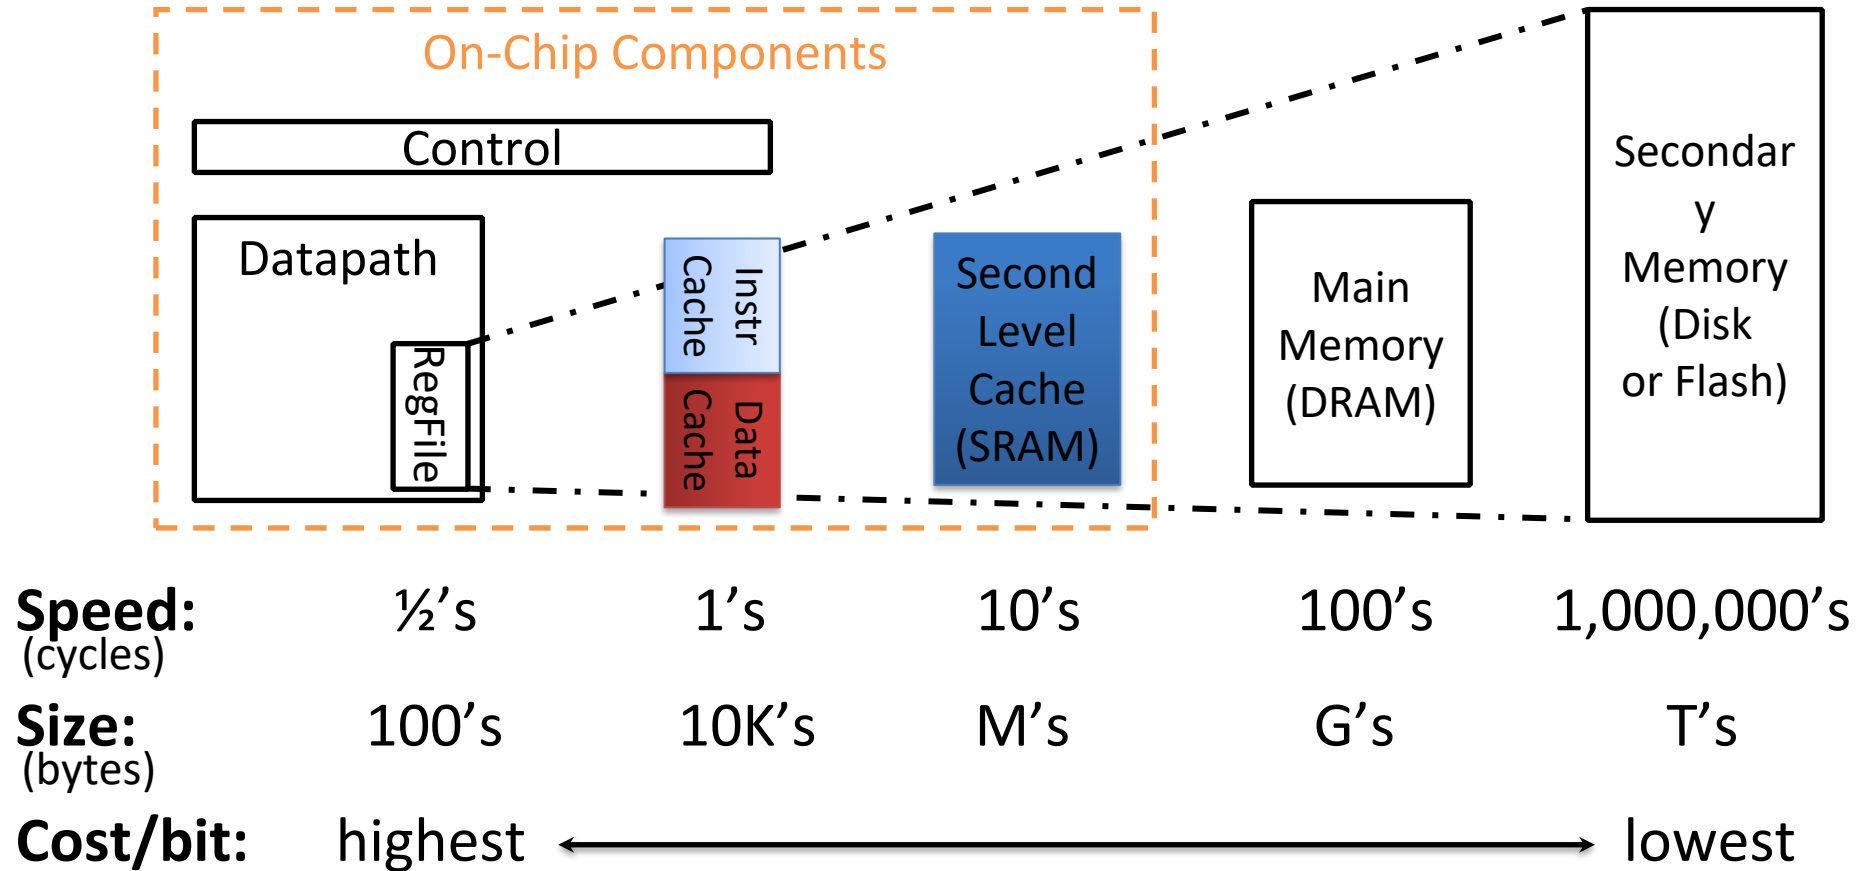 On-Chip Components
Control
Datapath
RegFile
Instr
Cache
Data
Cache
Second
Level
Cache
(SRAM)
Main
Memory
(DRAM)
Secondar
y
Memory
(Disk
or Flash)
Speed: ½’s 1’s 10’s 100’s 1,000,000’s
(cycles)
Size: 100’s 10K’s M’s G’s T’s
(bytes)
Cost/bit: highest lowest